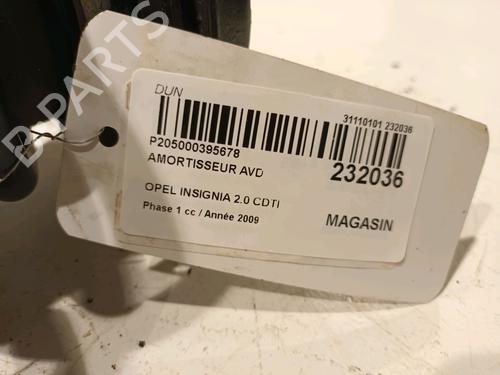 B-PARTS
DUN
31110101 232036
P205000395678
AMORTISSEUR AVD
232036
OPEL INSIGNIA 2.0 CDTI
Phase 1 cc / Année 2009
MAGASIN